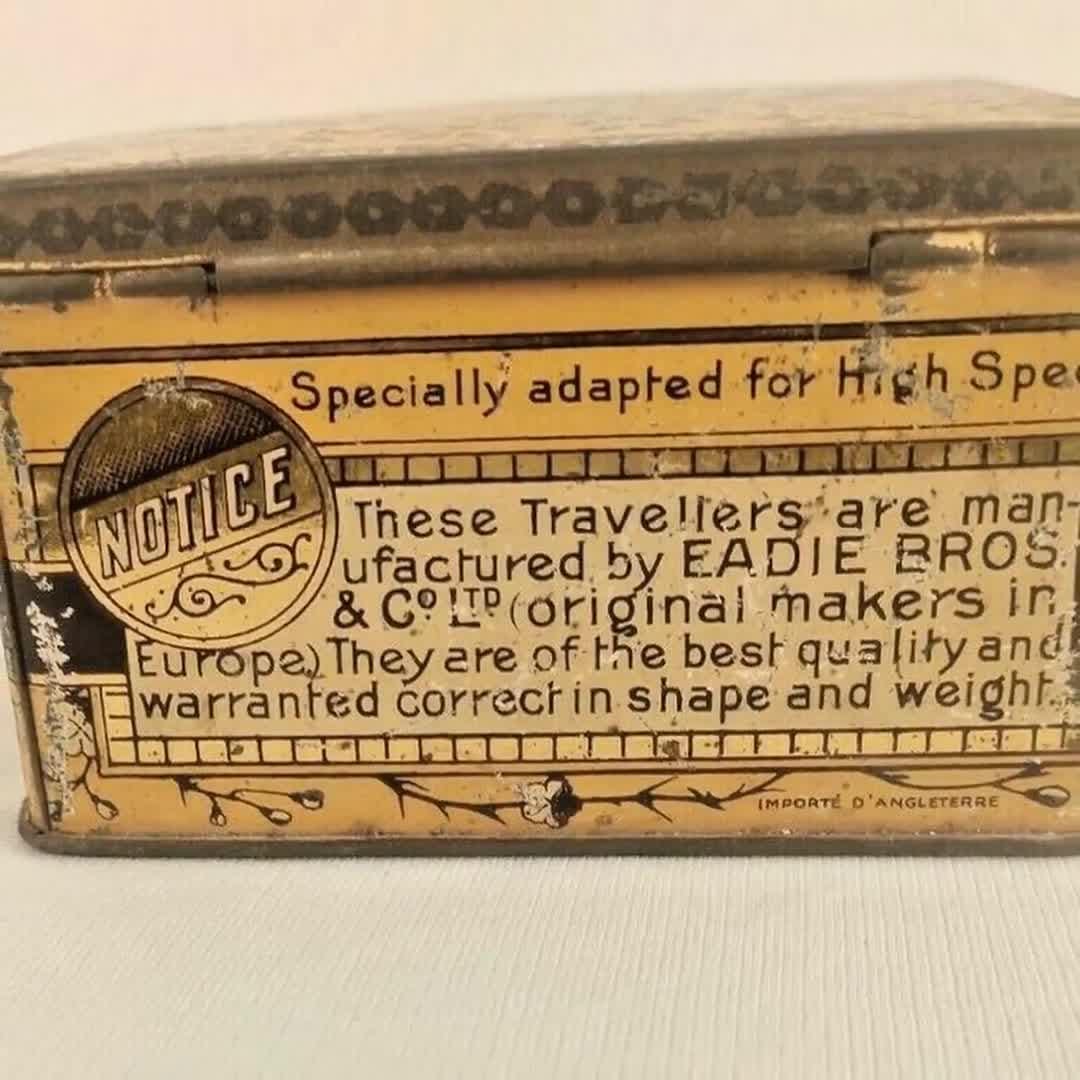 Specially adapted for High Spee
NOTICE
These Travellers are man-
ufactured by EADIE BROS.
& Cº LTD (original makers in
Europe) They are of the best quality and
warranted correct in shape and weight.
IMPORTÉ D'ANGLETERRE